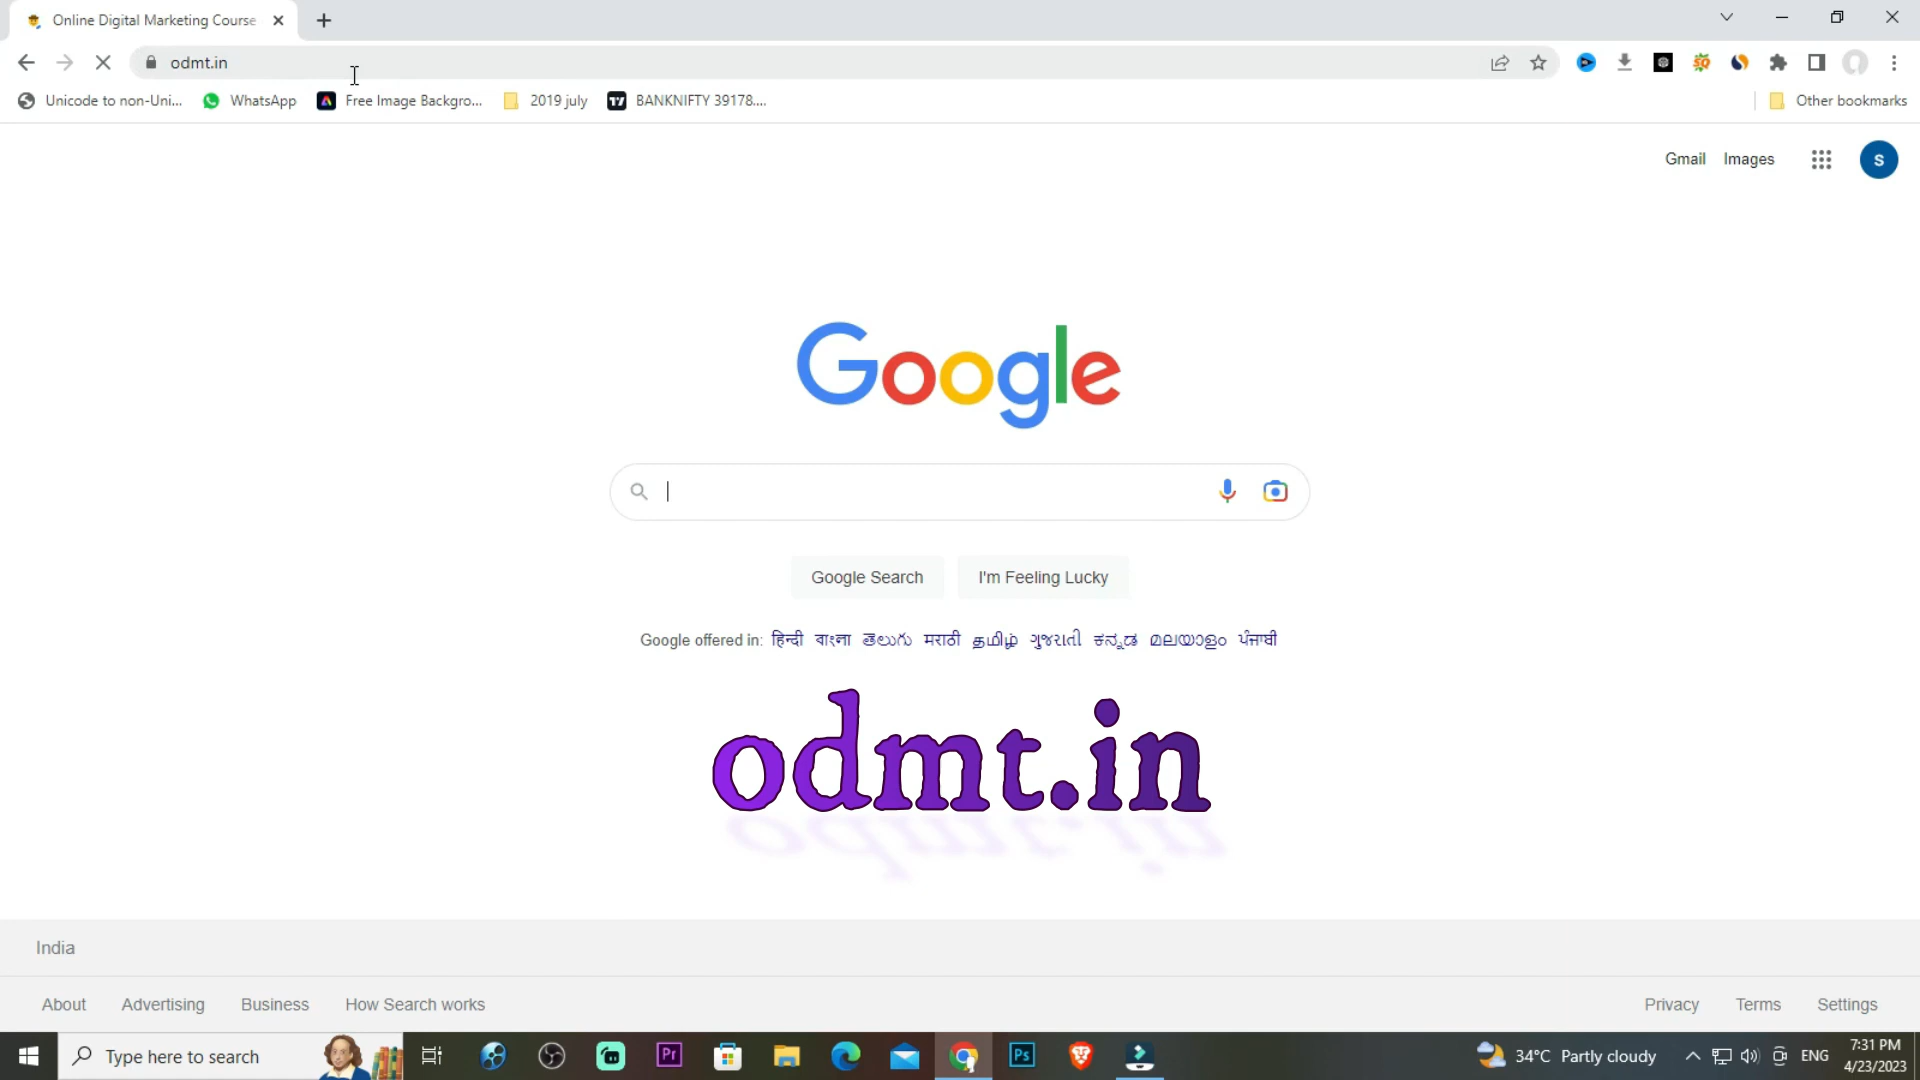 Online Digital Marketing Course
odmt.in
Unicode to non-Uni... WhatsApp Free Image Backgro... 2019 july BANKNIFTY 39178.... Other bookmarks
Gmail Images S
Google
Google Search I'm Feeling Lucky
Google offered in: हिन्दी বাংলা తెలుగు मराठी தமிழ் ગુજરાતી ಕನ್ನಡ മലയാളം ਪੰਜਾਬੀ
odmt.in
India
About Advertising Business How Search works Privacy Terms Settings
Type here to search Pr Ps 34°C Partly cloudy ENG 7:31 PM
4/23/2023